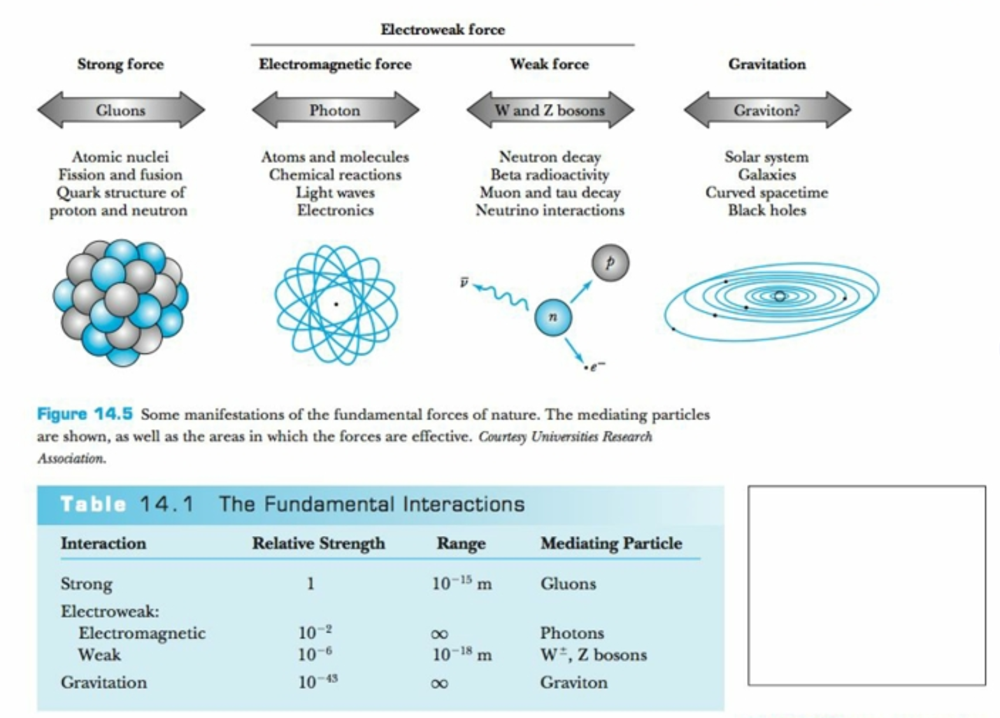 Electroweak force
Strong force Electromagnetic force Weak force Gravitation
Gluons Photon W and Z bosons Graviton?
Atomic nuclei Atoms and molecules Neutron decay Solar system
Fission and fusion Chemical reactions Beta radioactivity Galaxies
Quark structure of Light waves Muon and tau decay Curved spacetime
proton and neutron Electronics Neutrino interactions Black holes
p
ν̅
n
e⁻
Figure 14.5 Some manifestations of the fundamental forces of nature. The mediating particles
are shown, as well as the areas in which the forces are effective. Courtesy Universities Research
Association.
Table 14.1 The Fundamental Interactions
Interaction Relative Strength Range Mediating Particle
Strong 1 10⁻¹⁵ m Gluons
Electroweak:
Electromagnetic 10⁻² ∞ Photons
Weak 10⁻⁶ 10⁻¹⁸ m W±, Z bosons
Gravitation 10⁻⁴³ ∞ Graviton